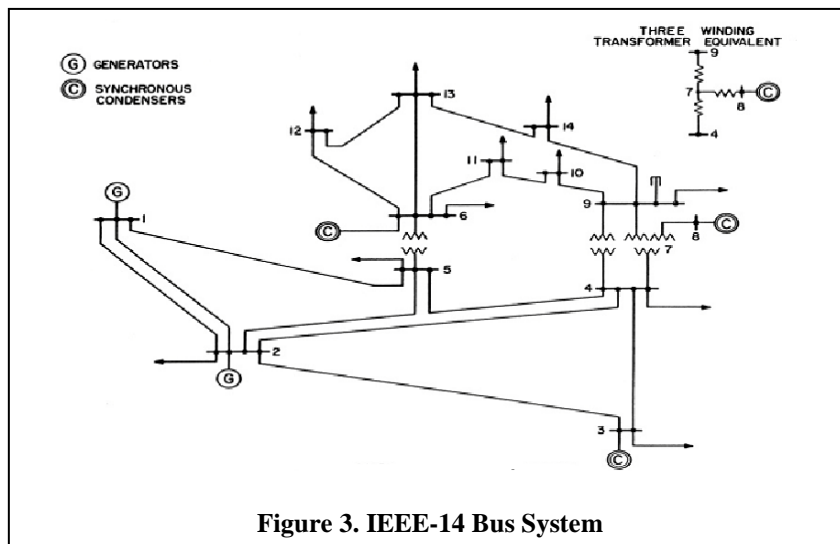 THREE WINDING
TRANSFORMER EQUIVALENT
9
7
C
8
4
G GENERATORS
C SYNCHRONOUS
CONDENSERS
13
12
14
11
10
G
1
6
9
C
C
8
7
5
4
2
G
3
C
Figure 3. IEEE-14 Bus System